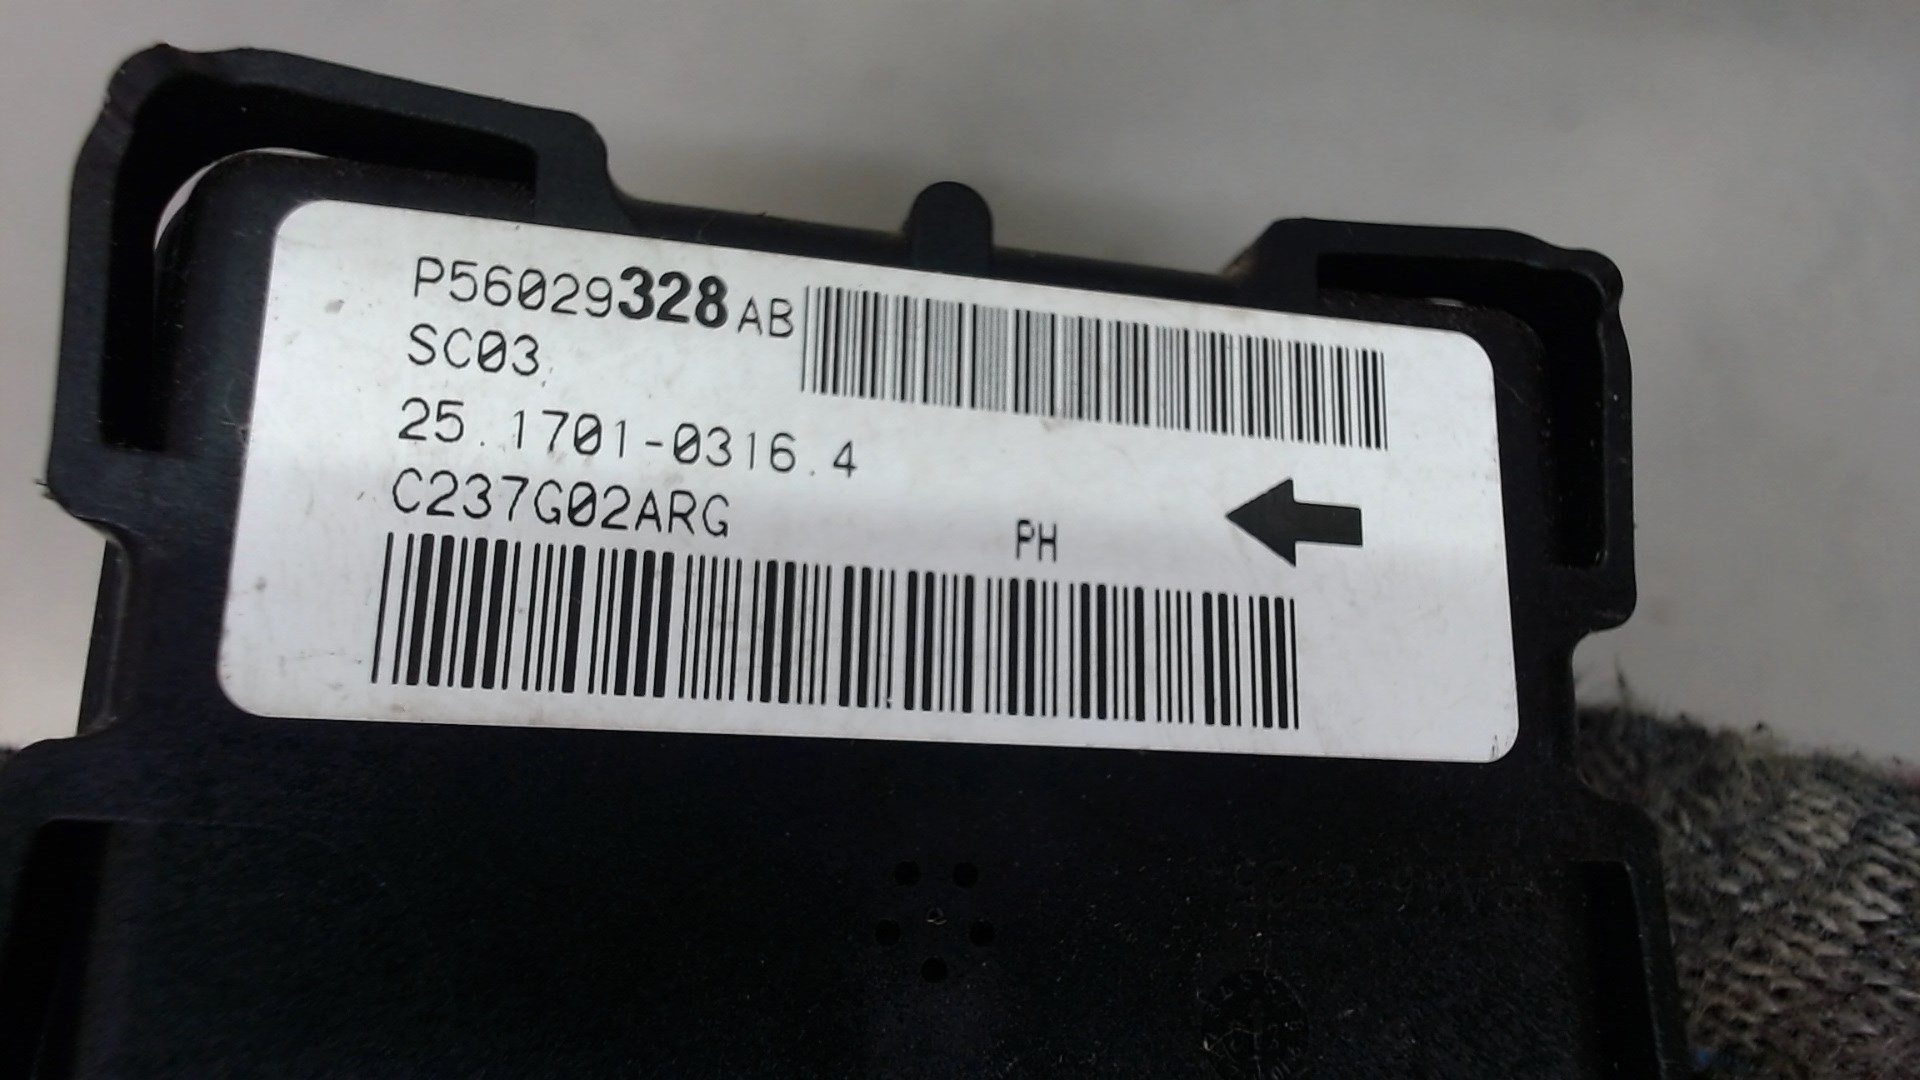 P56029328AB
SC03
25.1701-0316.4
C237G02ARG
PH